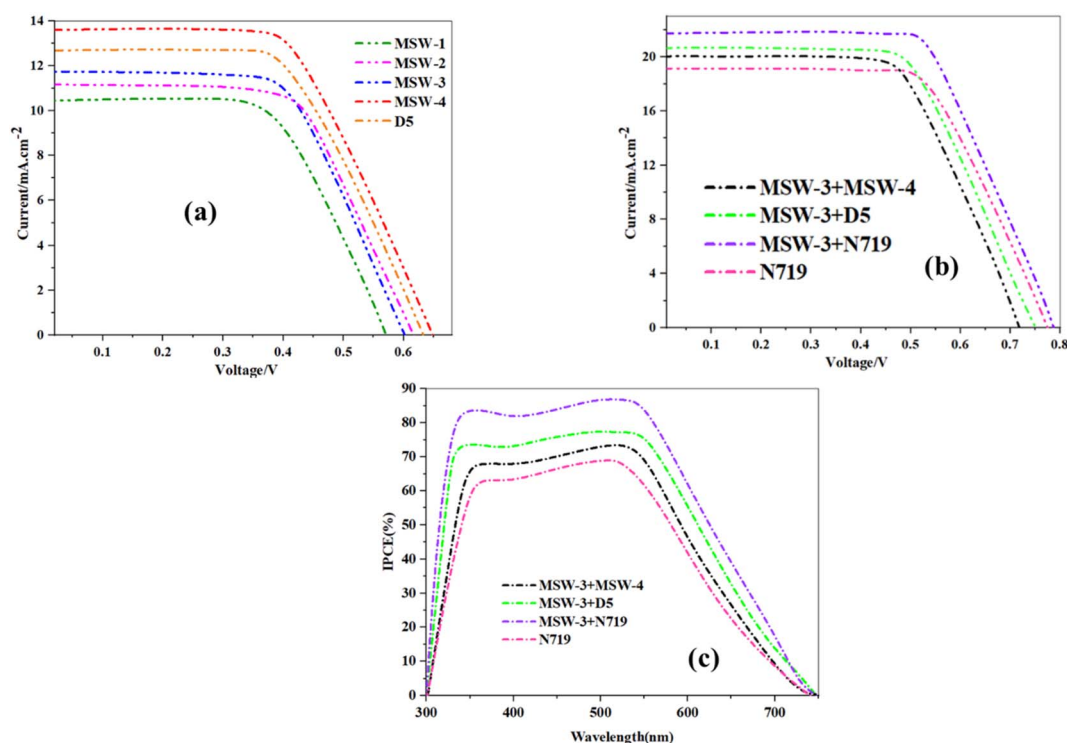 14
12
10
8
6
4
2
0
Current/mA.cm-2
MSW-1
MSW-2
MSW-3
MSW-4
D5
(a)
0.1 0.2 0.3 0.4 0.5 0.6
Voltage/V
20
16
12
8
4
0
Current/mA.cm-2
MSW-3+MSW-4
MSW-3+D5
MSW-3+N719
N719
(b)
0.1 0.2 0.3 0.4 0.5 0.6 0.7 0.8
Voltage/V
90
80
70
60
50
40
30
20
10
0
IPCE(%)
MSW-3+MSW-4
MSW-3+D5
MSW-3+N719
N719
(c)
300 400 500 600 700
Wavelength(nm)